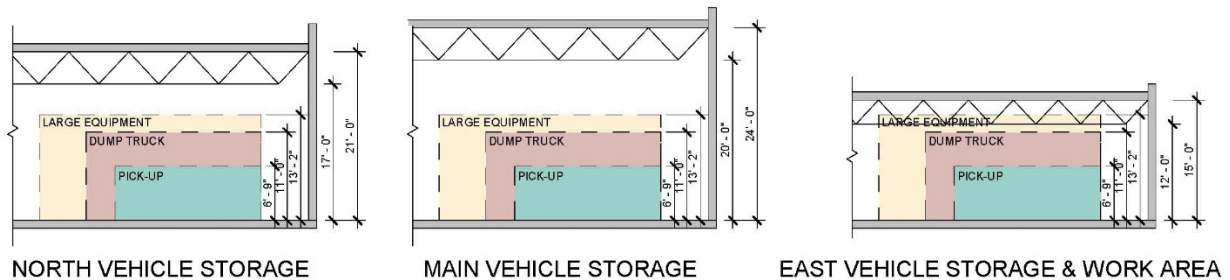 LARGE EQUIPMENT
DUMP TRUCK
PICK-UP
6' - 9"
11' - 0"
13' - 2"
17' - 0"
21' - 0"
NORTH VEHICLE STORAGE
LARGE EQUIPMENT
DUMP TRUCK
PICK-UP
6' - 9"
11' - 0"
13' - 2"
20' - 0"
24' - 0"
MAIN VEHICLE STORAGE
LARGE EQUIPMENT
DUMP TRUCK
PICK-UP
6' - 9"
11' - 0"
13' - 2"
12' - 0"
15' - 0"
EAST VEHICLE STORAGE & WORK AREA